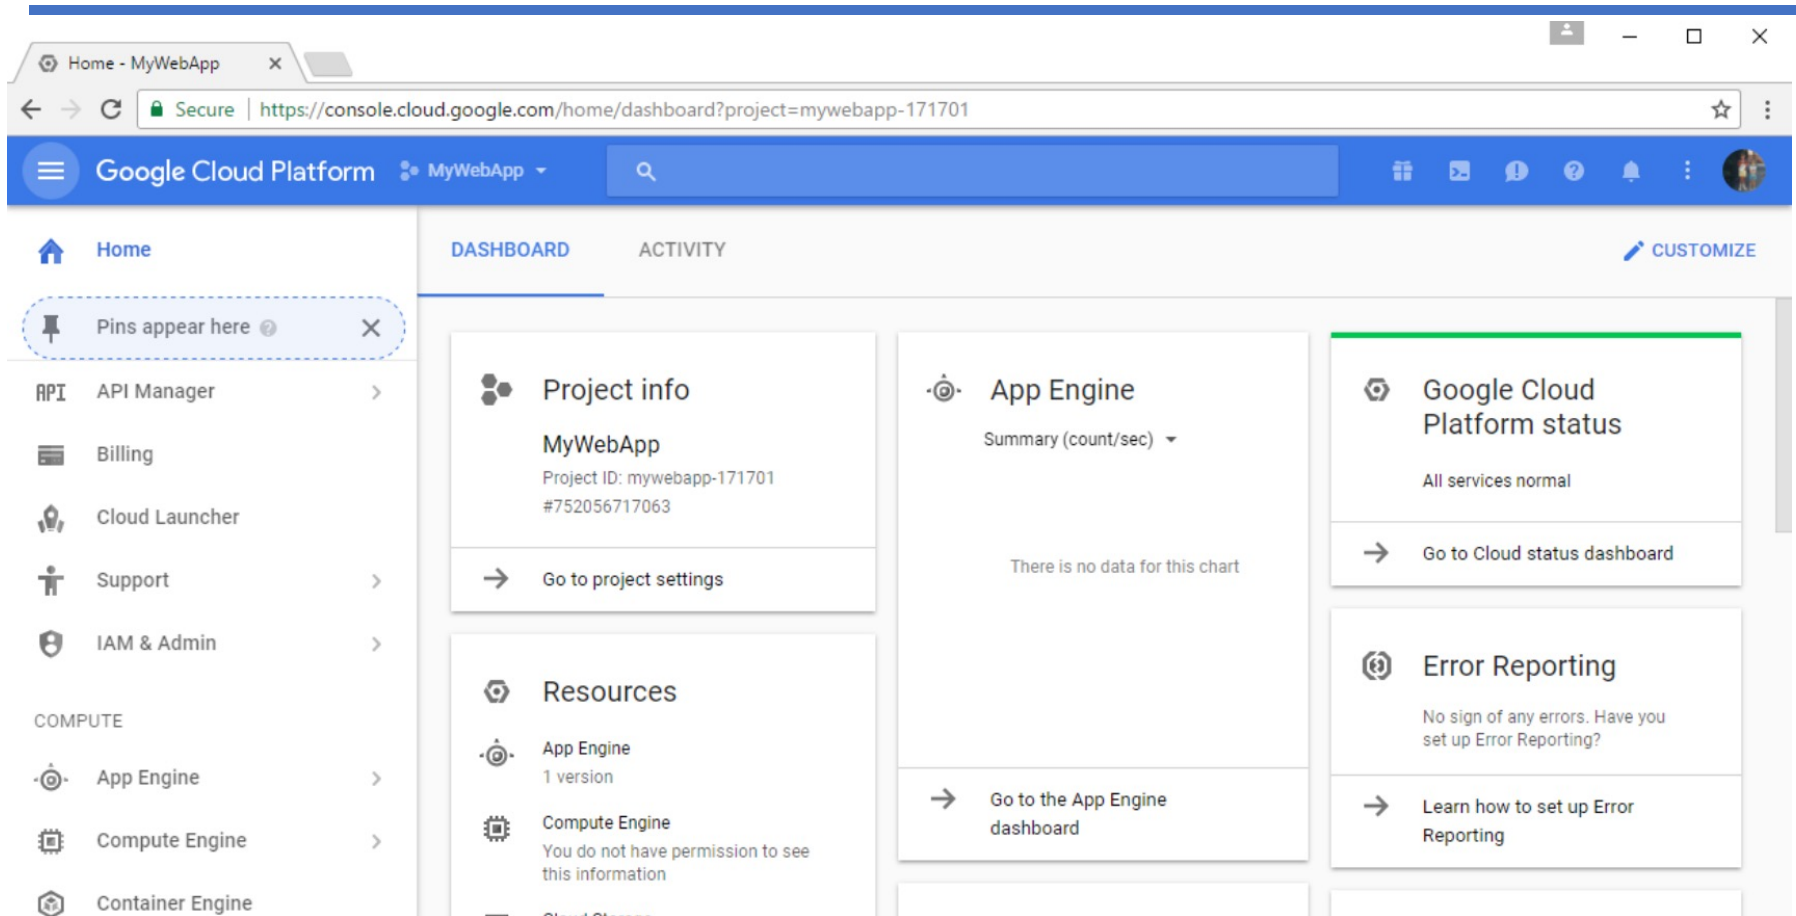 Home - MyWebApp
Secure
https://console.cloud.google.com/home/dashboard?project=mywebapp-171701
Google Cloud Platform
MyWebApp
Home
Pins appear here
API API Manager
Billing
Cloud Launcher
Support
IAM & Admin
COMPUTE
App Engine
Compute Engine
Container Engine
DASHBOARD
ACTIVITY
CUSTOMIZE
Project info
MyWebApp
Project ID: mywebapp-171701
#752056717063
Go to project settings
Resources
App Engine
1 version
Compute Engine
You do not have permission to see
this information
App Engine
Summary (count/sec)
There is no data for this chart
Go to the App Engine
dashboard
Google Cloud
Platform status
All services normal
Go to Cloud status dashboard
Error Reporting
No sign of any errors. Have you
set up Error Reporting?
Learn how to set up Error
Reporting